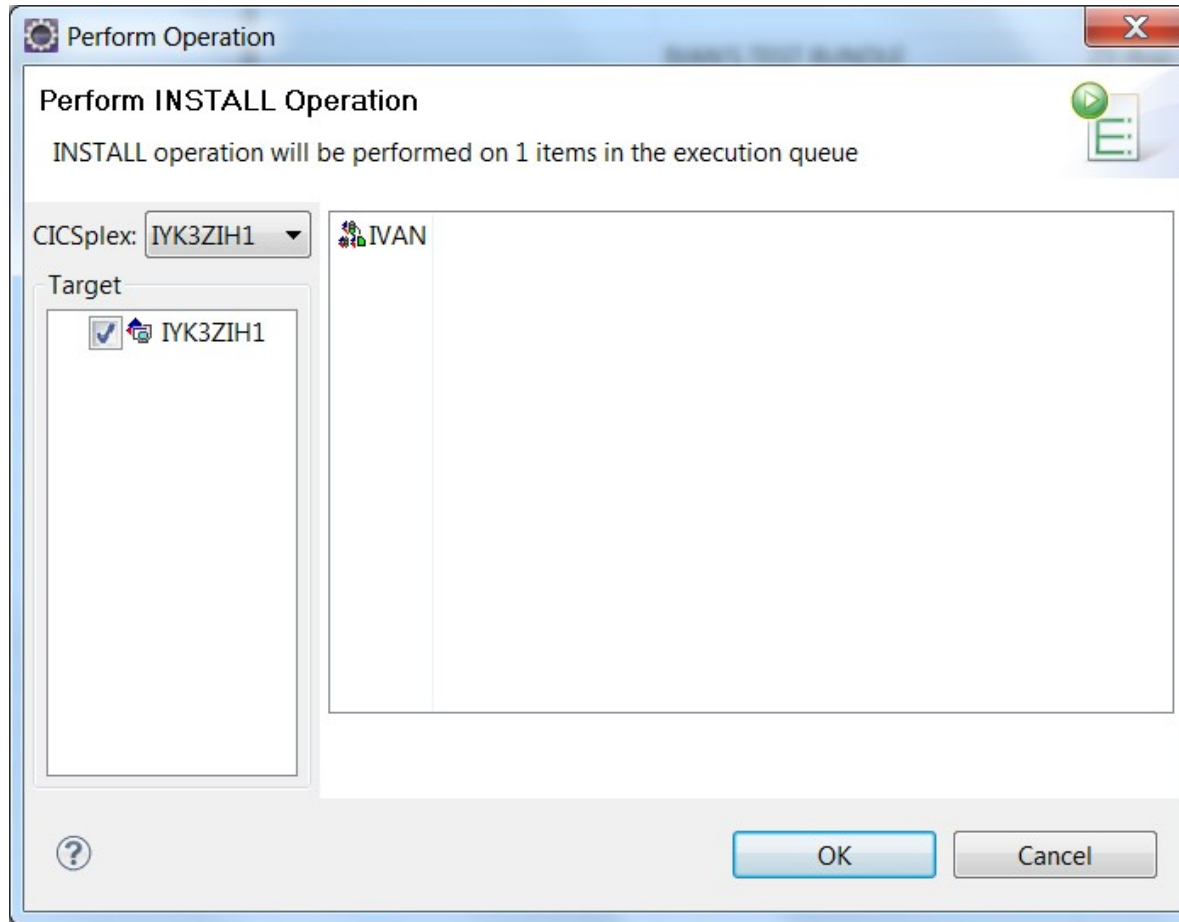 Perform Operation
Perform INSTALL Operation
INSTALL operation will be performed on 1 items in the execution queue
CICSplex: IYK3ZIH1
IVAN
Target
IYK3ZIH1
OK
Cancel